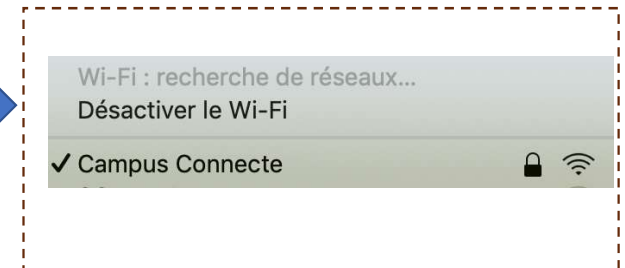 Wi-Fi : recherche de réseaux...
Désactiver le Wi-Fi
Campus Connecte